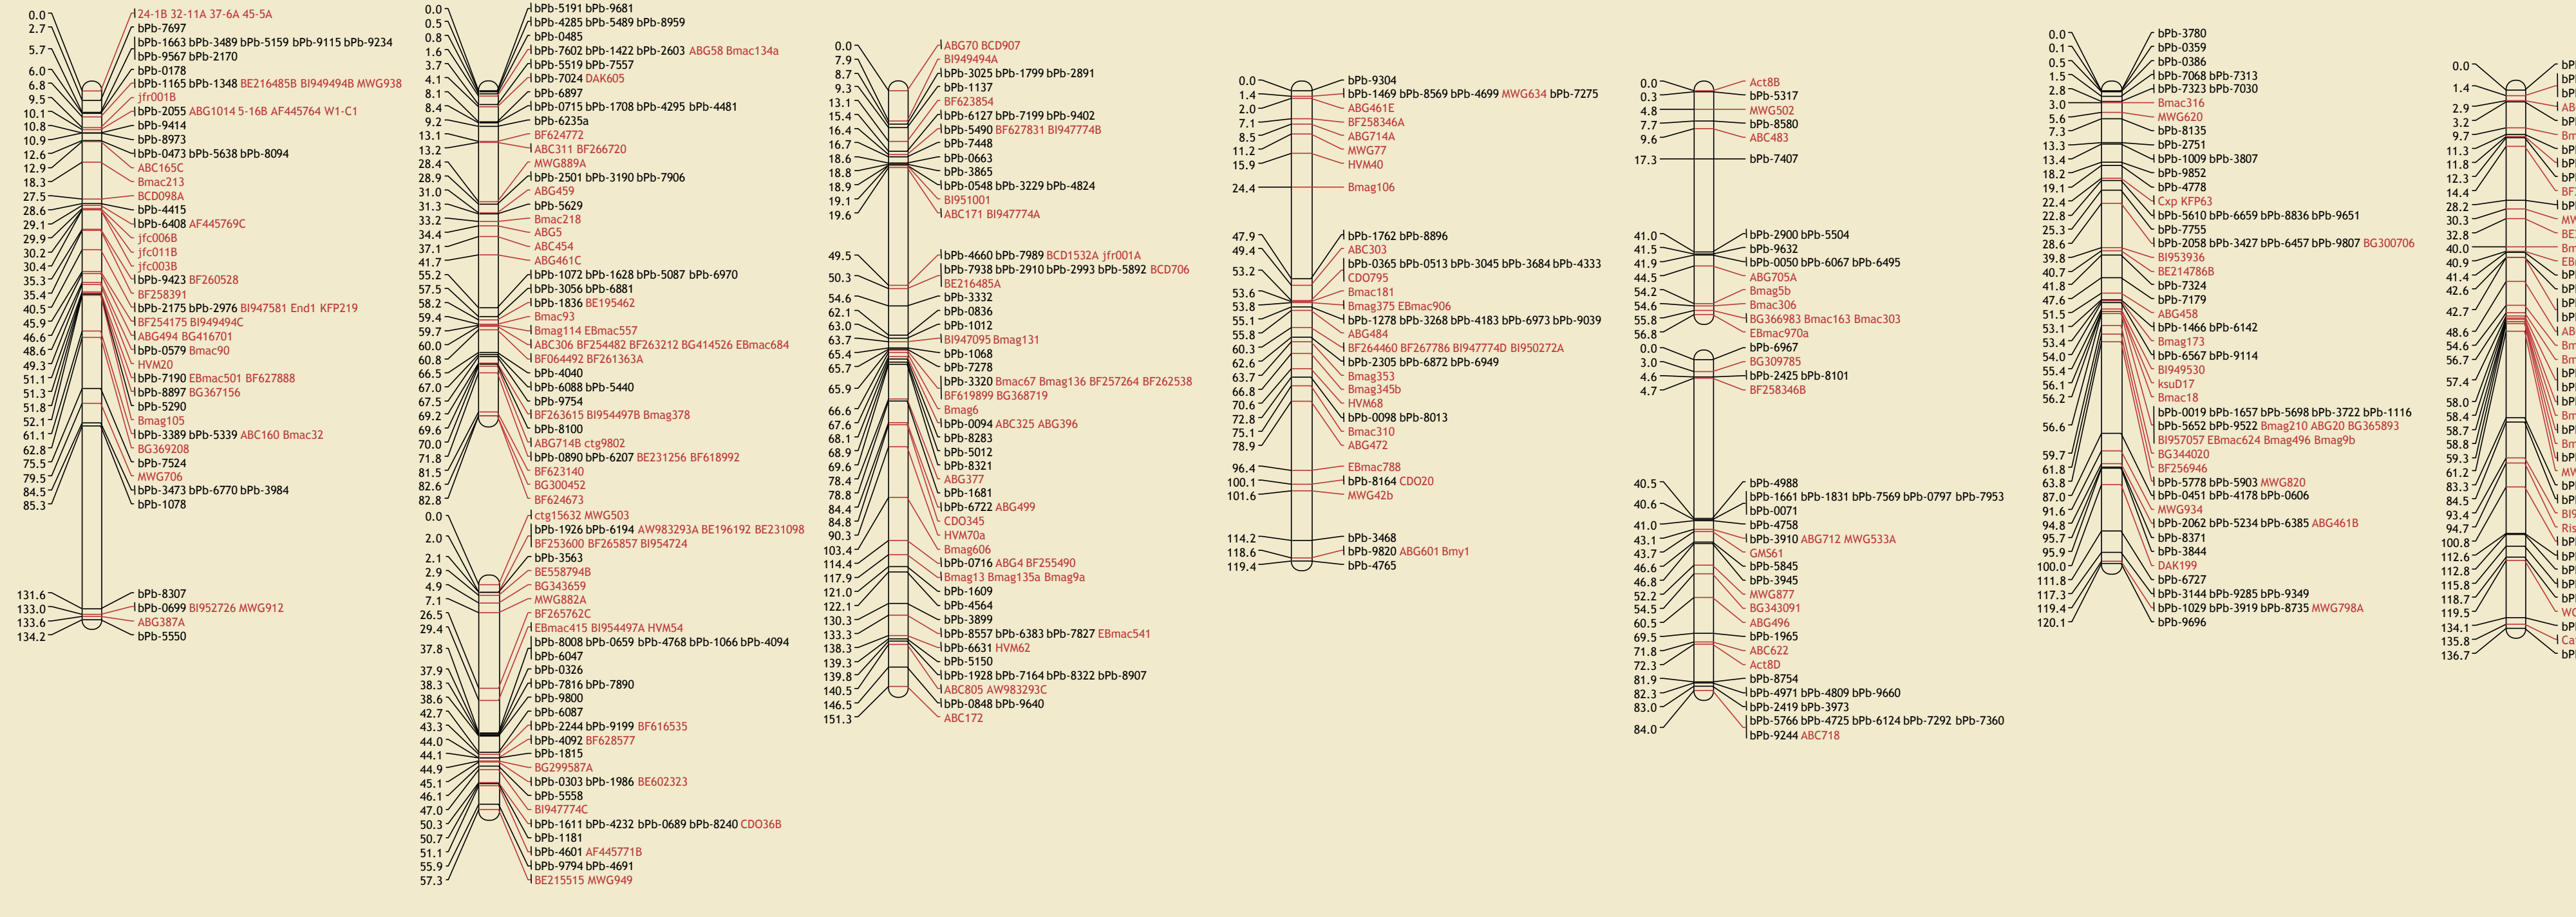 0.0 24-1B 32-11A 37-6A 45-5A
2.7 bPb-7697
5.7 bPb-1663 bPb-3489 bPb-5159 bPb-9115 bPb-9234
bPb-9567 bPb-2170
6.0 bPb-0178
6.8 bPb-1165 bPb-1348 BE216485B BI949494B MWG938
9.5 jfr001B
10.1 bPb-2055 ABG1014 5-16B AF445764 W1-C1
10.8 bPb-9414
10.9 bPb-8973
12.6 bPb-0473 bPb-5638 bPb-8094
12.9 ABC165C
18.3 Bmac213
27.5 BCD098A
28.6 bPb-4415
29.1 bPb-6408 AF445769C
29.9 jfc006B
30.2 jfc011B
30.4 jfc003B
35.3 bPb-9423 BF260528
35.4 BF258391
40.5 bPb-2175 bPb-2976 BI947581 End1 KFP219
45.9 BF254175 BI949494C
46.6 ABG494 BG416701
48.6 bPb-0579 Bmac90
49.3 HVM20
51.1 bPb-7190 EBmac501 BF627888
51.3 bPb-8897 BG367156
51.8 bPb-5290
52.1 Bmag105
61.1 bPb-3389 bPb-5339 ABC160 Bmac32
62.8 BG369208
75.5 bPb-7524
79.5 MWG706
84.5 bPb-3473 bPb-6770 bPb-3984
85.3 bPb-1078
131.6 bPb-8307
133.0 bPb-0699 BI952726 MWG912
133.6 ABG387A
134.2 bPb-5550
0.0 bPb-5191 bPb-9681
0.5 bPb-4285 bPb-5489 bPb-8959
0.8 bPb-0485
1.6 bPb-7602 bPb-1422 bPb-2603 ABG58 Bmac134a
3.7 bPb-5519 bPb-7557
4.1 bPb-7024 DAK605
8.1 bPb-6897
8.4 bPb-0715 bPb-1708 bPb-4295 bPb-4481
9.2 bPb-6235a
13.1 BF624772
13.2 ABC311 BF266720
28.4 MWG889A
28.9 bPb-2501 bPb-3190 bPb-7906
31.0 ABG459
31.3 bPb-5629
33.2 Bmac218
34.4 ABG5
37.1 ABC454
41.7 ABG461C
55.2 bPb-1072 bPb-1628 bPb-5087 bPb-6970
57.5 bPb-3056 bPb-6881
58.2 bPb-1836 BE195462
59.4 Bmac93
59.7 Bmag114 EBmac557
60.0 ABC306 BF254482 BF263212 BG414526 EBmac684
60.8 BF064492 BF261363A
66.5 bPb-4040
67.0 bPb-6088 bPb-5440
67.5 bPb-9754
69.2 BF263615 BI954497B Bmag378
69.6 bPb-8100
70.0 ABG714B ctg9802
71.8 bPb-0890 bPb-6207 BE231256 BF618992
81.5 BF623140
82.6 BG300452
82.8 BF624673
0.0 ctg15632 MWG503
2.0 bPb-1926 bPb-6194 AW983293A BE196192 BE231098
BF253600 BF265857 BI954724
2.1 bPb-3563
2.9 BE558794B
4.9 BG343659
7.1 MWG882A
26.5 BF265762C
29.4 EBmac415 BI954497A HVM54
37.8 bPb-8008 bPb-0659 bPb-4768 bPb-1066 bPb-4094
bPb-6047
37.9 bPb-0326
38.3 bPb-7816 bPb-7890
38.6 bPb-9800
42.7 bPb-6087
43.3 bPb-2244 bPb-9199 BF616535
44.0 bPb-4092 BF628577
44.1 bPb-1815
44.9 BG299587A
45.1 bPb-0303 bPb-1986 BE602323
46.1 bPb-5558
47.0 BI947774C
50.3 bPb-1611 bPb-4232 bPb-0689 bPb-8240 CDO36B
50.7 bPb-1181
51.1 bPb-4601 AF445771B
55.9 bPb-9794 bPb-4691
57.3 BE215515 MWG949
0.0 ABG70 BCD907
7.9 BI949494A
8.7 bPb-3025 bPb-1799 bPb-2891
9.3 bPb-1137
13.1 BF623854
15.4 bPb-6127 bPb-7199 bPb-9402
16.4 bPb-5490 BF627831 BI947774B
16.7 bPb-7448
18.6 bPb-0663
18.8 bPb-3865
18.9 bPb-0548 bPb-3229 bPb-4824
19.1 BI951001
19.6 ABC171 BI947774A
49.5 bPb-4660 bPb-7989 BCD1532A jfr001A
50.3 bPb-7938 bPb-2910 bPb-2993 bPb-5892 BCD706
BE216485A
54.6 bPb-3332
62.1 bPb-0836
63.0 bPb-1012
63.7 BI947095 Bmag131
65.4 bPb-1068
65.7 bPb-7278
65.9 bPb-3320 Bmac67 Bmag136 BF257264 BF262538
BF619899 BG368719
66.6 Bmag6
67.6 bPb-0094 ABC325 ABG396
68.1 bPb-8283
68.9 bPb-5012
69.6 bPb-8321
78.4 ABG377
78.8 bPb-1681
84.4 bPb-6722 ABG499
84.8 CDO345
90.3 HVM70a
103.4 Bmag606
114.4 bPb-0716 ABG4 BF255490
117.9 Bmag13 Bmag135a Bmag9a
121.0 bPb-1609
122.1 bPb-4564
130.3 bPb-3899
133.3 bPb-8557 bPb-6383 bPb-7827 EBmac541
138.3 bPb-6631 HVM62
139.3 bPb-5150
139.8 bPb-1928 bPb-7164 bPb-8322 bPb-8907
140.5 ABC805 AW983293C
146.5 bPb-0848 bPb-9640
151.3 ABC172
0.0 bPb-9304
1.4 bPb-1469 bPb-8569 bPb-4699 MWG634 bPb-7275
2.0 ABG461E
7.1 BF258346A
8.5 ABG714A
11.2 MWG77
15.9 HVM40
24.4 Bmag106
47.9 bPb-1762 bPb-8896
49.4 ABC303
53.2 bPb-0365 bPb-0513 bPb-3045 bPb-3684 bPb-4333
CDO795
53.6 Bmac181
53.8 Bmag375 EBmac906
55.1 bPb-1278 bPb-3268 bPb-4183 bPb-6973 bPb-9039
55.8 ABG484
60.3 BF264460 BF267786 BI947774D BI950272A
62.6 bPb-2305 bPb-6872 bPb-6949
63.7 Bmag353
66.8 Bmag345b
70.6 HVM68
72.8 bPb-0098 bPb-8013
75.1 Bmac310
78.9 ABG472
96.4 EBmac788
100.1 bPb-8164 CDO20
101.6 MWG42b
114.2 bPb-3468
118.6 bPb-9820 ABG601 Bmy1
119.4 bPb-4765
0.0 Act8B
0.3 bPb-5317
4.8 MWG502
7.7 bPb-8580
9.6 ABC483
17.3 bPb-7407
41.0 bPb-2900 bPb-5504
41.5 bPb-9632
41.9 bPb-0050 bPb-6067 bPb-6495
44.5 ABG705A
54.2 Bmag5b
54.6 Bmac306
55.8 BG366983 Bmac163 Bmac303
56.8 EBmac970a
0.0 bPb-6967
3.0 BG309785
4.6 bPb-2425 bPb-8101
4.7 BF258346B
40.5 bPb-4988
40.6 bPb-1661 bPb-1831 bPb-7569 bPb-0797 bPb-7953
bPb-0071
41.0 bPb-4758
43.1 bPb-3910 ABG712 MWG533A
43.7 GMS61
46.6 bPb-5845
46.8 bPb-3945
52.2 MWG877
54.5 BG343091
60.5 ABG496
69.5 bPb-1965
71.8 ABC622
72.3 Act8D
81.9 bPb-8754
82.3 bPb-4971 bPb-4809 bPb-9660
83.0 bPb-2419 bPb-3973
84.0 bPb-5766 bPb-4725 bPb-6124 bPb-7292 bPb-7360
bPb-9244 ABC718
0.0 bPb-3780
0.1 bPb-0359
0.5 bPb-0386
1.5 bPb-7068 bPb-7313
2.8 bPb-7323 bPb-7030
3.0 Bmac316
5.6 MWG620
7.3 bPb-8135
13.3 bPb-2751
13.4 bPb-1009 bPb-3807
18.2 bPb-9852
19.1 bPb-4778
22.4 Cxp KFP63
22.8 bPb-5610 bPb-6659 bPb-8836 bPb-9651
25.3 bPb-7755
28.6 bPb-2058 bPb-3427 bPb-6457 bPb-9807 BG300706
39.8 BI953936
40.7 BE214786B
41.8 bPb-7324
47.6 bPb-7179
51.5 ABG458
53.1 bPb-1466 bPb-6142
53.4 Bmag173
54.0 bPb-6567 bPb-9114
55.4 BI949530
56.1 ksuD17
56.2 Bmac18
56.6 bPb-0019 bPb-1657 bPb-5698 bPb-3722 bPb-1116
bPb-5652 bPb-9522 Bmag210 ABG20 BG365893
BI957057 EBmac624 Bmag496 Bmag9b
59.7 BG344020
61.8 BF256946
63.8 bPb-5778 bPb-5903 MWG820
87.0 bPb-0451 bPb-4178 bPb-0606
91.6 MWG934
94.8 bPb-2062 bPb-5234 bPb-6385 ABG461B
95.7 bPb-8371
95.9 bPb-3844
100.0 DAK199
111.8 bPb-6727
117.3 bPb-3144 bPb-9285 bPb-9349
119.4 bPb-1029 bPb-3919 bPb-8735 MWG798A
120.1 bPb-9696
0.0
1.4
2.9
3.2
9.7
11.3
11.8
12.3
14.4
28.2
30.3
32.8
40.0
40.9
41.4
42.6
42.7
48.6
54.6
56.7
57.4
58.0
58.4
58.7
58.8
59.3
61.2
83.3
84.5
93.4
94.7
100.8
112.6
112.8
115.8
118.7
119.5
134.1
135.8
136.7